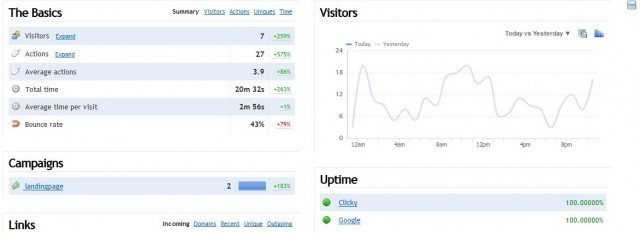 The Basics
Summary Visitors Actions Uniques Time
Visitors Expand 7 +259%
Actions Expand 27 +575%
Average actions 3.9 +86%
Total time 20m 32s +263%
Average time per visit 2m 56s +1%
Bounce rate 43% +79%
Campaigns
landingpage 2 +183%
Links
Incoming Domains Recent Unique Outgoing
Visitors
Today vs Yesterday ▼
Today Yesterday
24
18
12
6
0
12am 4am 8am 12pm 4pm 8pm
Uptime
Clicky 100.00000%
Google 100.00000%